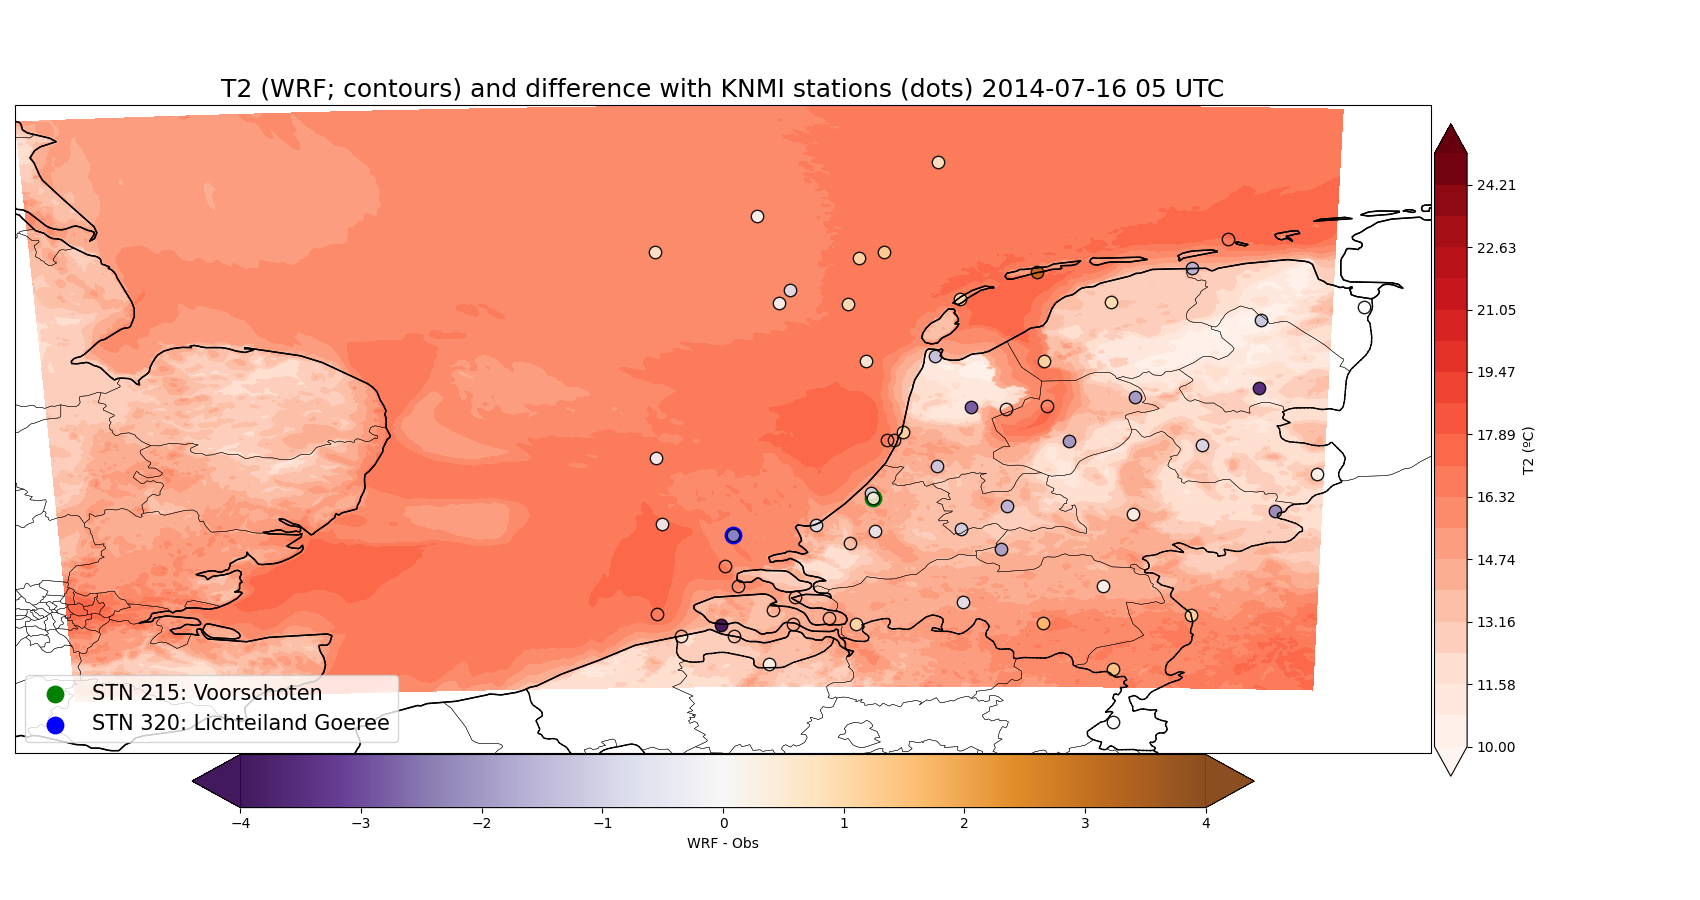 T2 (WRF; contours) and difference with KNMI stations (dots) 2014-07-16 05 UTC
24.21
22.63
21.05
19.47
17.89
16.32
14.74
13.16
11.58
10.00
T2 (ºC)
STN 215: Voorschoten
STN 320: Lichteiland Goeree
−4 −3 −2 −1 0 1 2 3 4
WRF - Obs